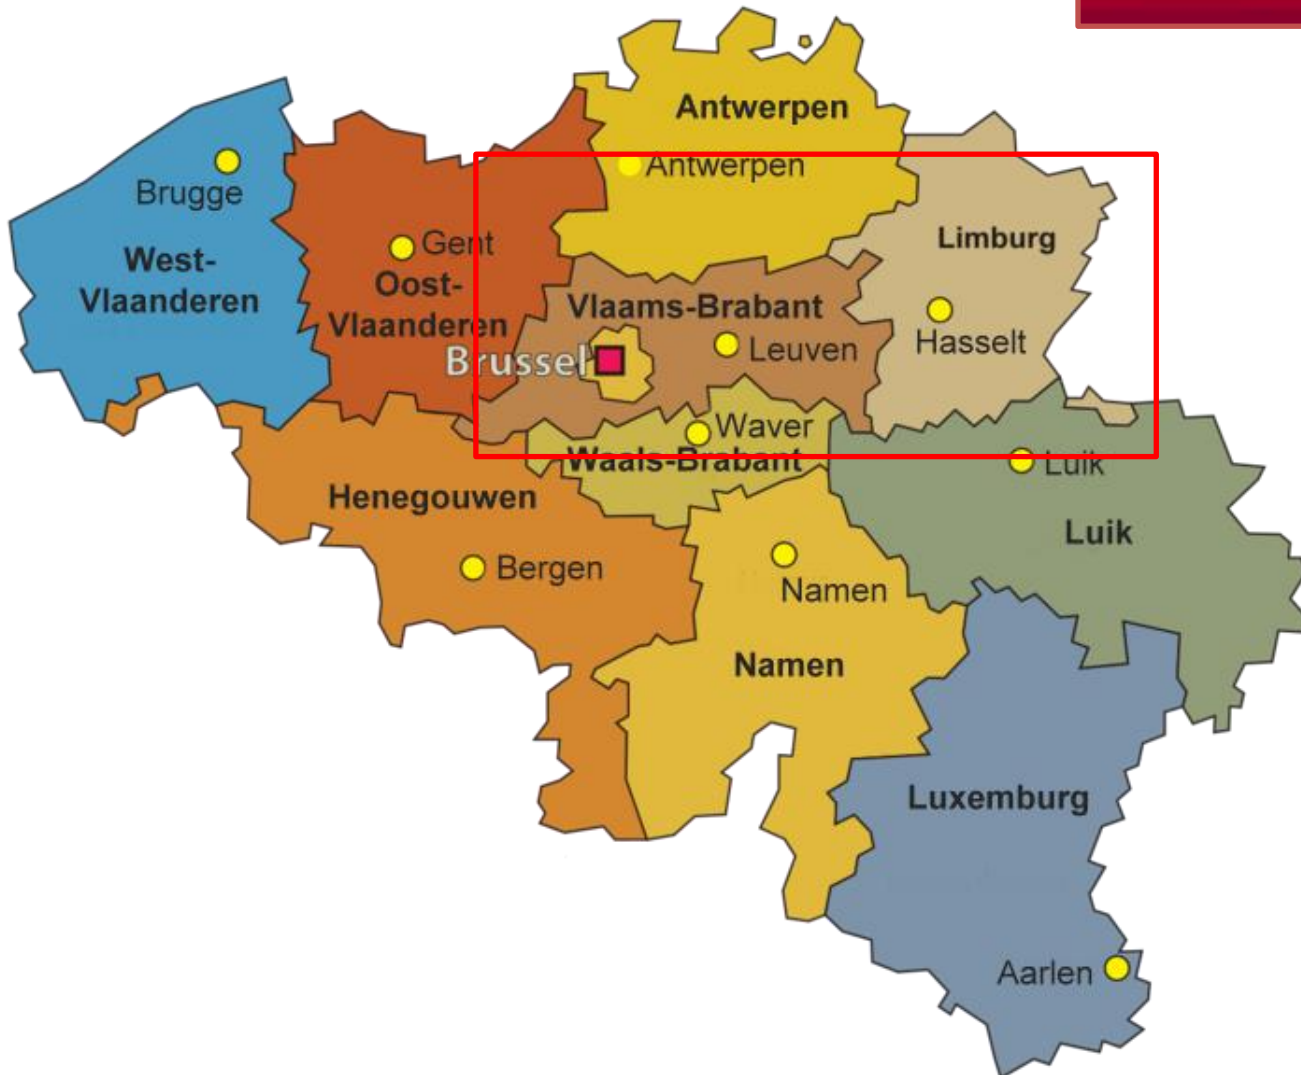 Antwerpen
Antwerpen
Brugge
West-
Vlaanderen
Gent
Oost-
Vlaanderen
Limburg
Hasselt
Vlaams-Brabant
Leuven
Brussel
Waver
Waals-Brabant
Luik
Luik
Henegouwen
Bergen
Namen
Namen
Luxemburg
Aarlen